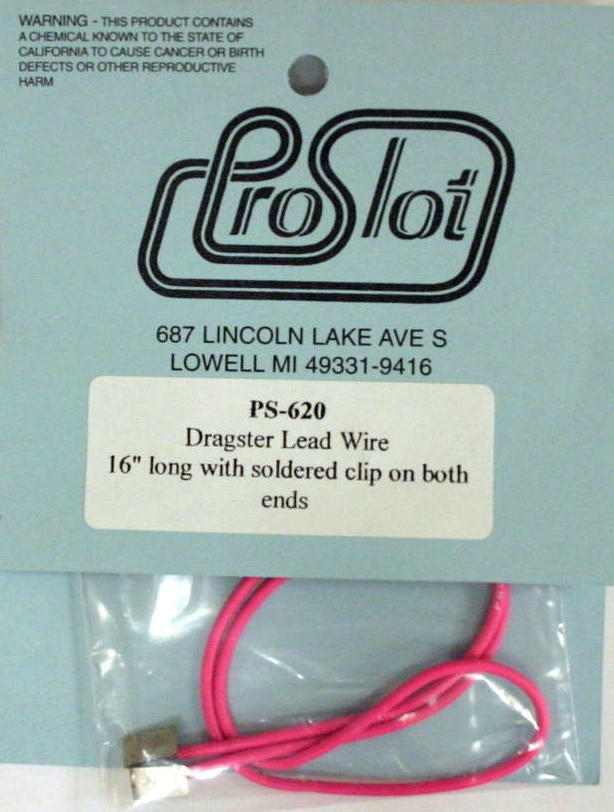 WARNING - THIS PRODUCT CONTAINS
A CHEMICAL KNOWN TO THE STATE OF
CALIFORNIA TO CAUSE CANCER OR BIRTH
DEFECTS OR OTHER REPRODUCTIVE
HARM
ProSlot
687 LINCOLN LAKE AVE S
LOWELL MI 49331-9416
PS-620
Dragster Lead Wire
16" long with soldered clip on both
ends